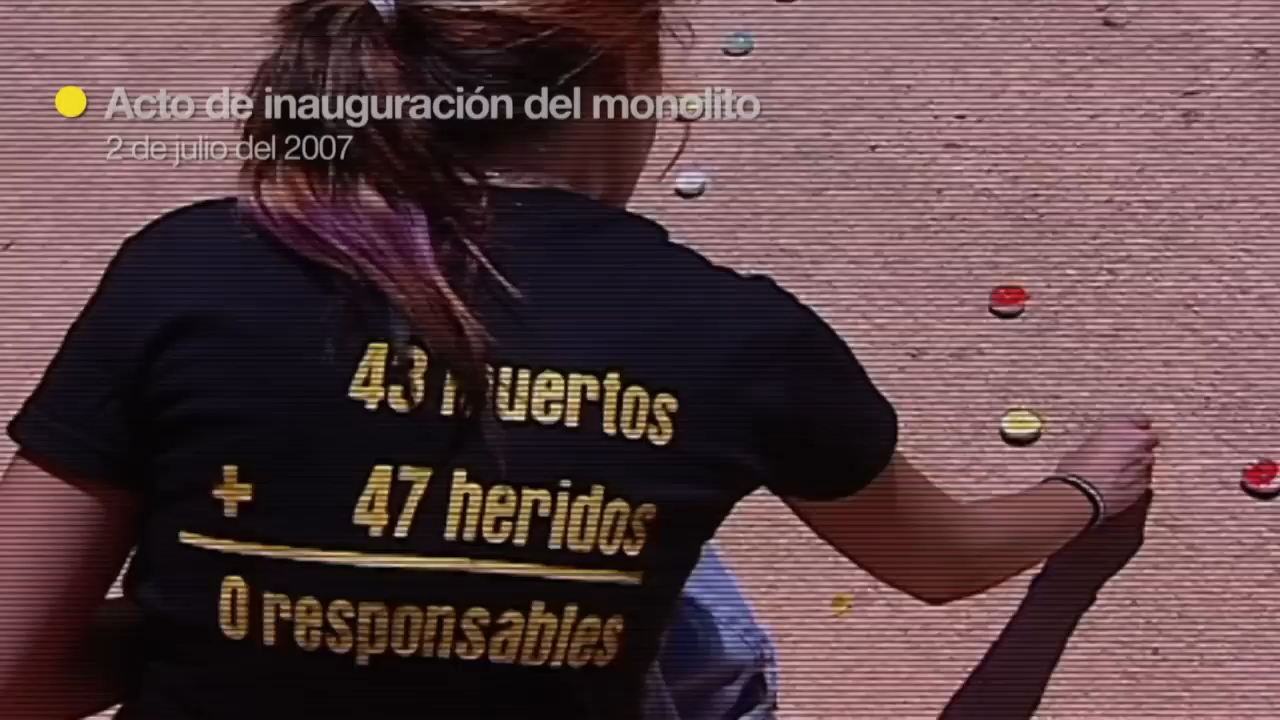 Acto de inauguración del monolito
2 de julio del 2007
43 muertos
+ 47 heridos
0 responsables